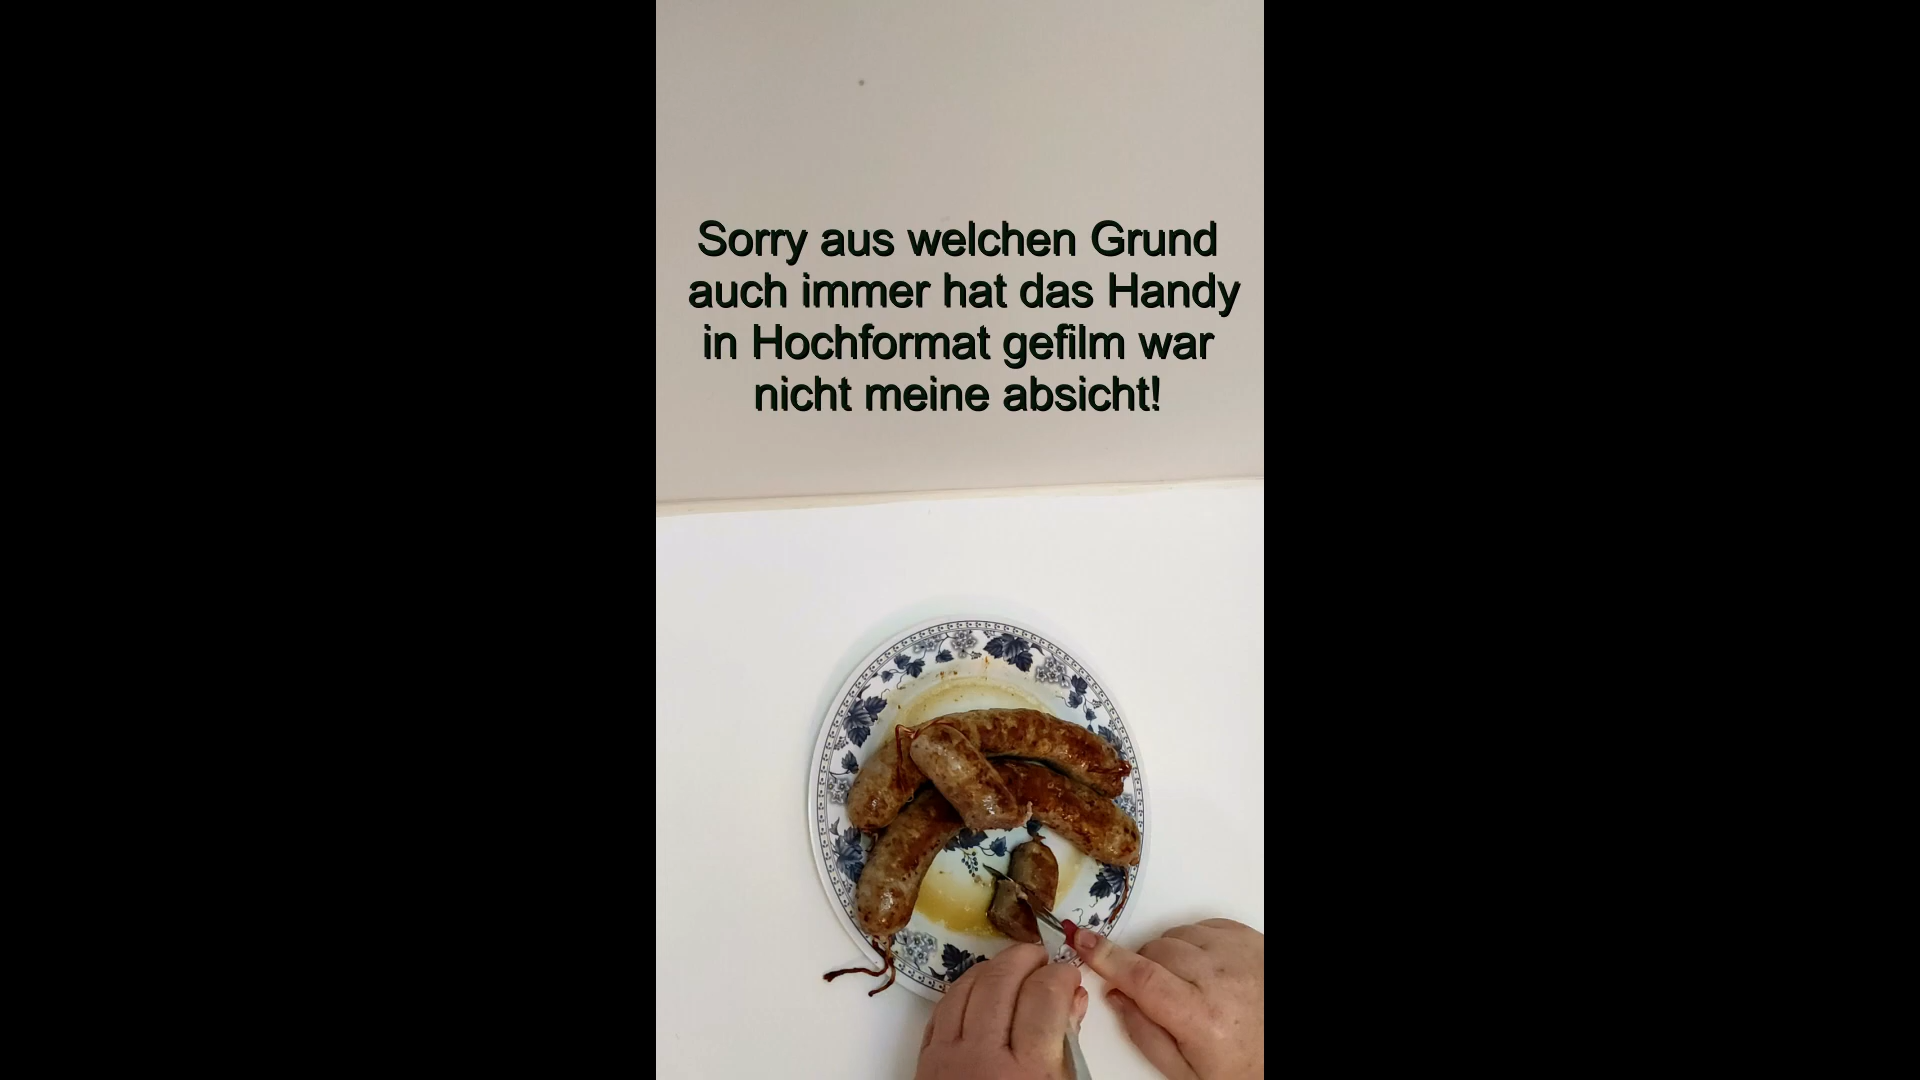 Sorry aus welchen Grund
auch immer hat das Handy
in Hochformat gefilm war
nicht meine absicht!